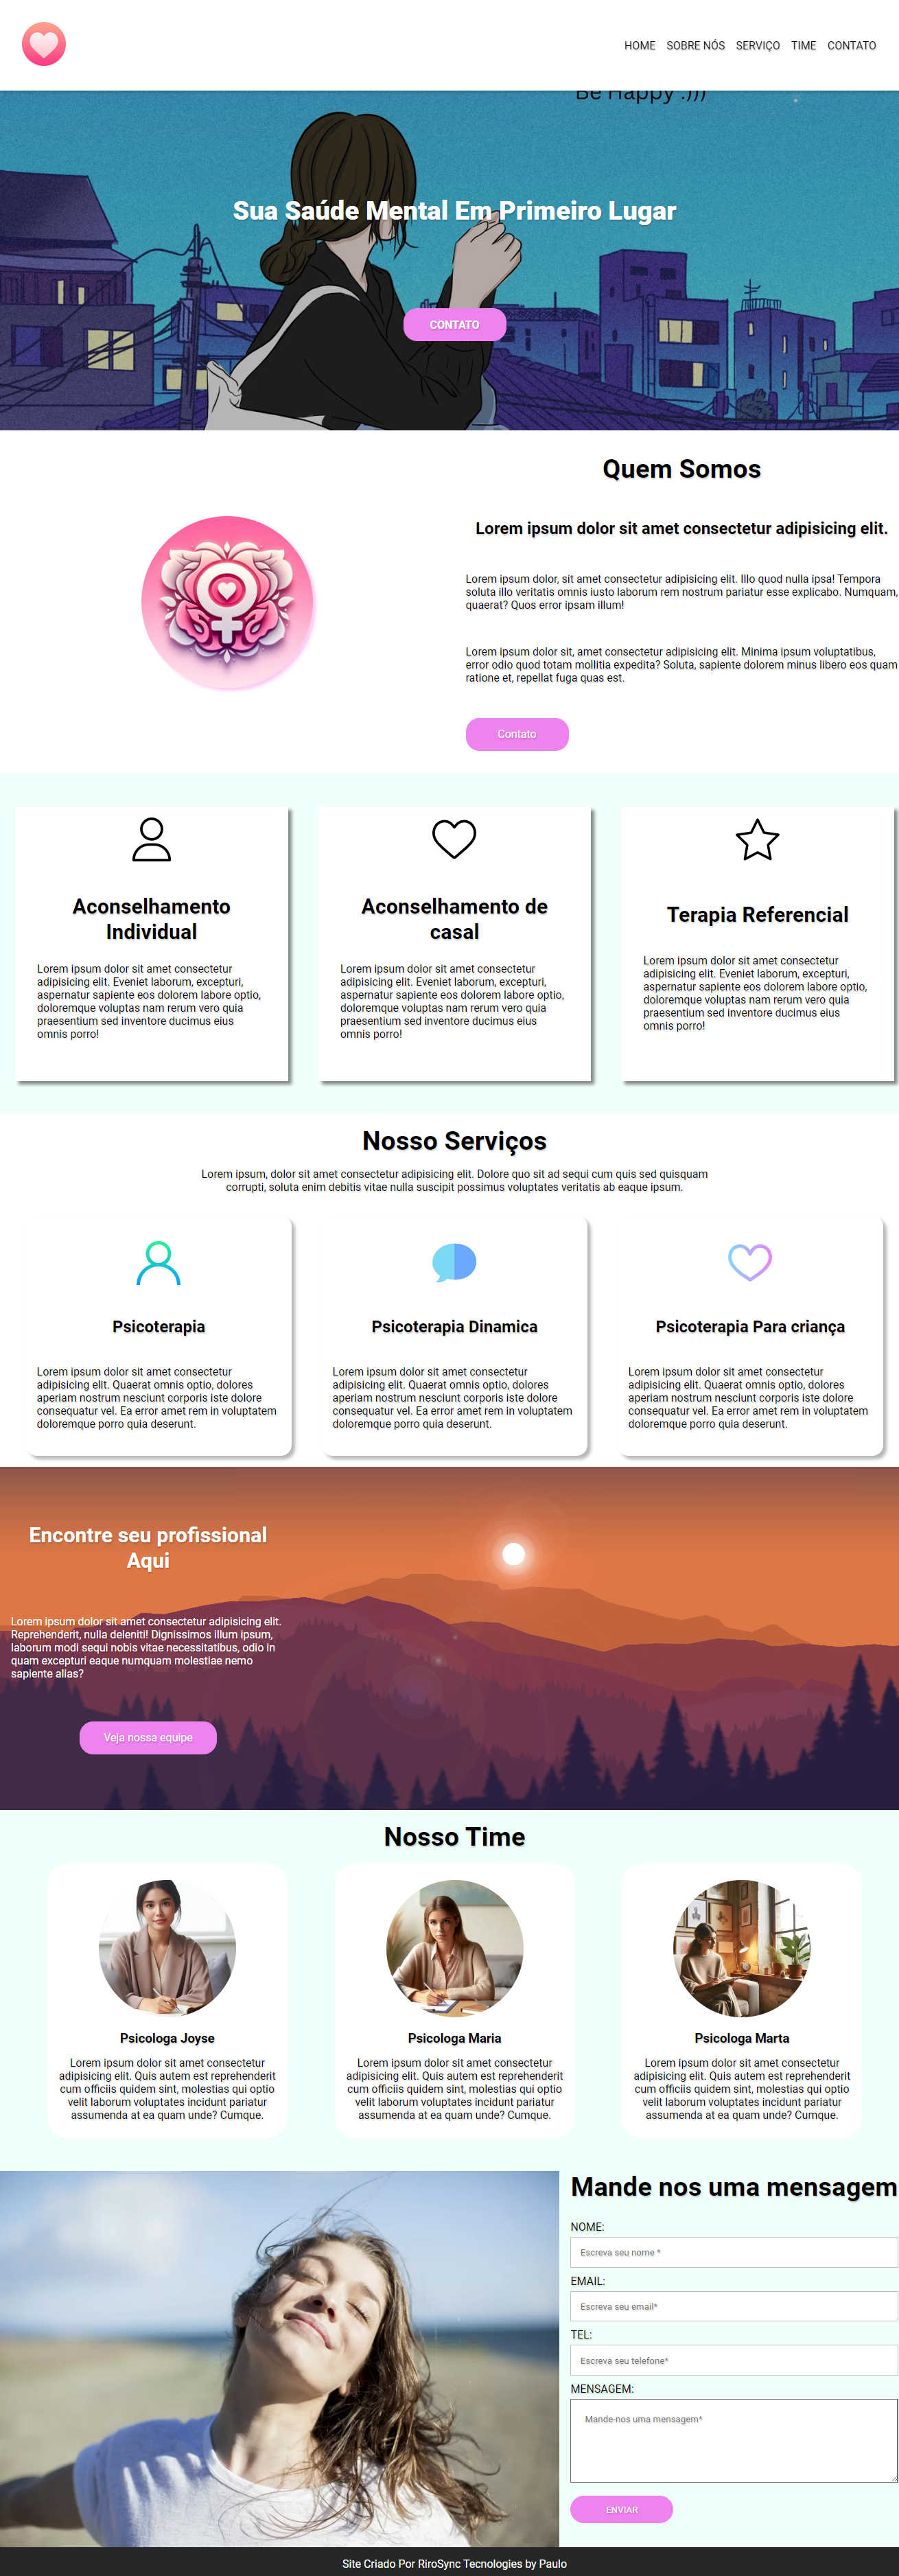 HOME SOBRE NÓS SERVIÇO TIME CONTATO
Be Happy :)))
Sua Saúde Mental Em Primeiro Lugar
CONTATO
Quem Somos
Lorem ipsum dolor sit amet consectetur adipisicing elit.
Lorem ipsum dolor, sit amet consectetur adipisicing elit. Illo quod nulla ipsa! Tempora
soluta illo veritatis omnis iusto laborum rem nostrum pariatur esse explicabo. Numquam,
quaerat? Quos error ipsam illum!
Lorem ipsum dolor sit, amet consectetur adipisicing elit. Minima ipsum voluptatibus,
error odio quod totam mollitia expedita? Soluta, sapiente dolorem minus libero eos quam
ratione et, repellat fuga quas est.
Contato
Aconselhamento
Individual
Lorem ipsum dolor sit amet consectetur
adipisicing elit. Eveniet laborum, excepturi,
aspernatur sapiente eos dolorem labore optio,
doloremque voluptas nam rerum vero quia
praesentium sed inventore ducimus eius
omnis porro!
Aconselhamento de
casal
Lorem ipsum dolor sit amet consectetur
adipisicing elit. Eveniet laborum, excepturi,
aspernatur sapiente eos dolorem labore optio,
doloremque voluptas nam rerum vero quia
praesentium sed inventore ducimus eius
omnis porro!
Terapia Referencial
Lorem ipsum dolor sit amet consectetur
adipisicing elit. Eveniet laborum, excepturi,
aspernatur sapiente eos dolorem labore optio,
doloremque voluptas nam rerum vero quia
praesentium sed inventore ducimus eius
omnis porro!
Nosso Serviços
Lorem ipsum, dolor sit amet consectetur adipisicing elit. Dolore quo sit ad sequi cum quis sed quisquam
corrupti, soluta enim debitis vitae nulla suscipit possimus voluptates veritatis ab eaque ipsum.
Psicoterapia
Lorem ipsum dolor sit amet consectetur
adipisicing elit. Quaerat omnis optio, dolores
aperiam nostrum nesciunt corporis iste dolore
consequatur vel. Ea error amet rem in voluptatem
doloremque porro quia deserunt.
Psicoterapia Dinamica
Lorem ipsum dolor sit amet consectetur
adipisicing elit. Quaerat omnis optio, dolores
aperiam nostrum nesciunt corporis iste dolore
consequatur vel. Ea error amet rem in voluptatem
doloremque porro quia deserunt.
Psicoterapia Para criança
Lorem ipsum dolor sit amet consectetur
adipisicing elit. Quaerat omnis optio, dolores
aperiam nostrum nesciunt corporis iste dolore
consequatur vel. Ea error amet rem in voluptatem
doloremque porro quia deserunt.
Encontre seu profissional
Aqui
Lorem ipsum dolor sit amet consectetur adipisicing elit.
Reprehenderit, nulla deleniti! Dignissimos illum ipsum,
laborum modi sequi nobis vitae necessitatibus, odio in
quam excepturi eaque numquam molestiae nemo
sapiente alias?
Veja nossa equipe
Nosso Time
Psicologa Joyse
Lorem ipsum dolor sit amet consectetur
adipisicing elit. Quis autem est reprehenderit
cum officiis quidem sint, molestias qui optio
velit laborum voluptates incidunt pariatur
assumenda at ea quam unde? Cumque.
Psicologa Maria
Lorem ipsum dolor sit amet consectetur
adipisicing elit. Quis autem est reprehenderit
cum officiis quidem sint, molestias qui optio
velit laborum voluptates incidunt pariatur
assumenda at ea quam unde? Cumque.
Psicologa Marta
Lorem ipsum dolor sit amet consectetur
adipisicing elit. Quis autem est reprehenderit
cum officiis quidem sint, molestias qui optio
velit laborum voluptates incidunt pariatur
assumenda at ea quam unde? Cumque.
Mande nos uma mensagem
NOME:
Escreva seu nome *
EMAIL:
Escreva seu email*
TEL:
Escreva seu telefone*
MENSAGEM:
Mande-nos uma mensagem*
ENVIAR
Site Criado Por RiroSync Tecnologies by Paulo